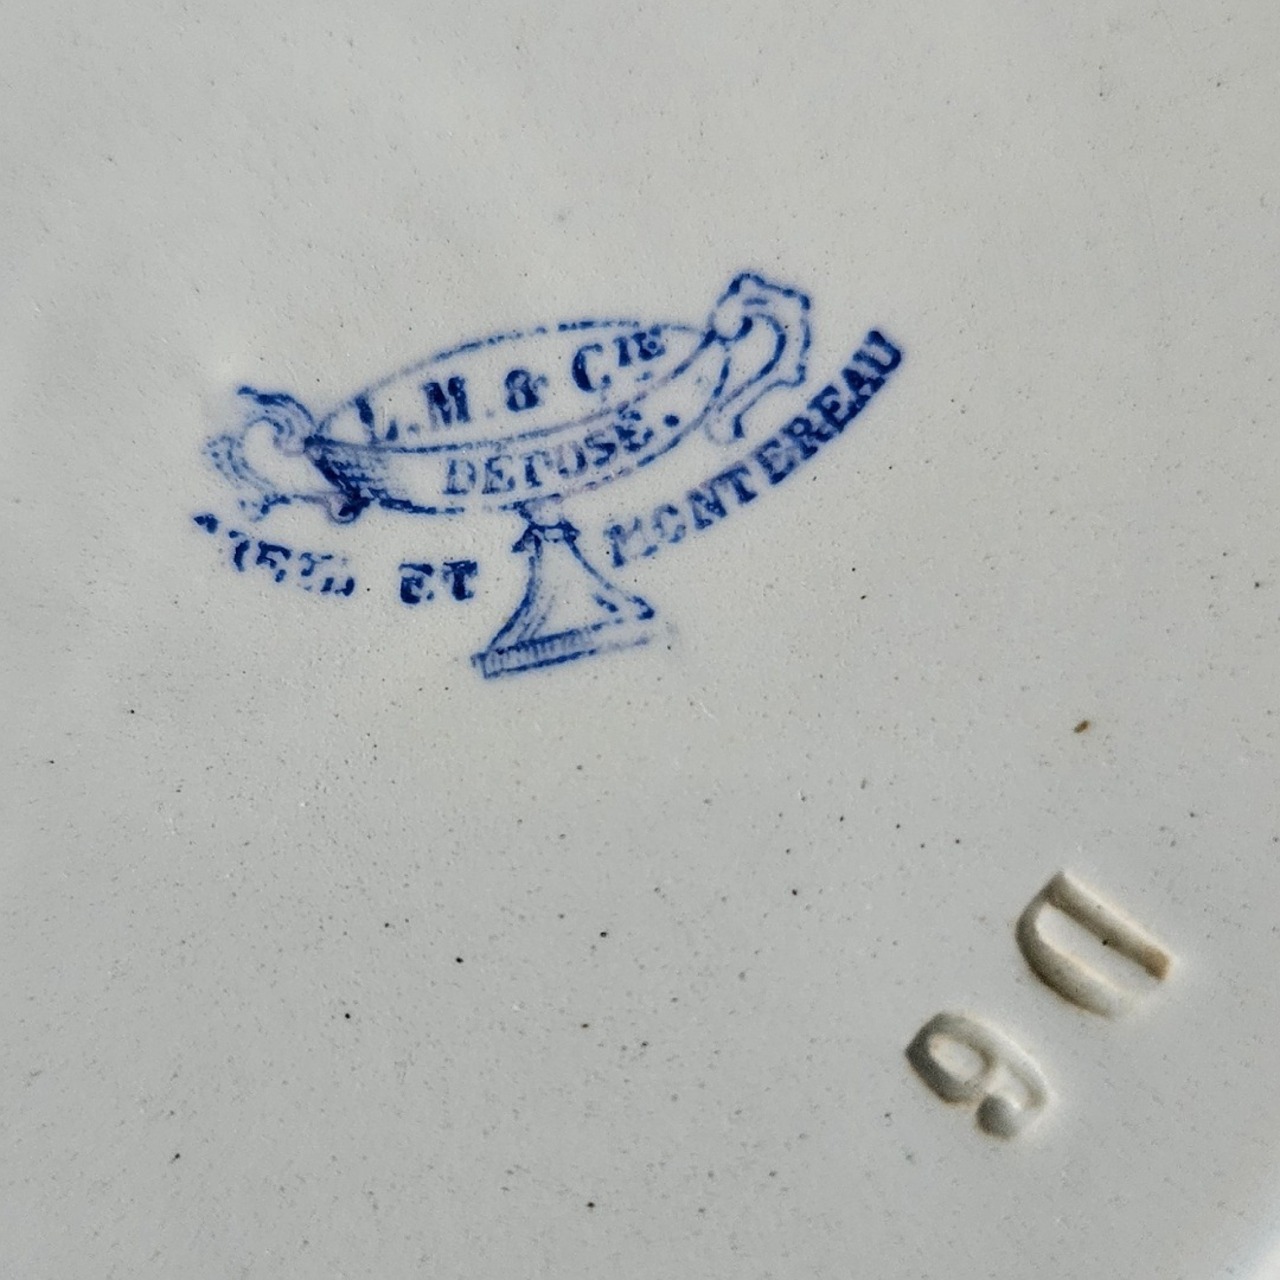 L.M. & CIE
DÉPOSÉ.
ET MONTEREAU
D
6